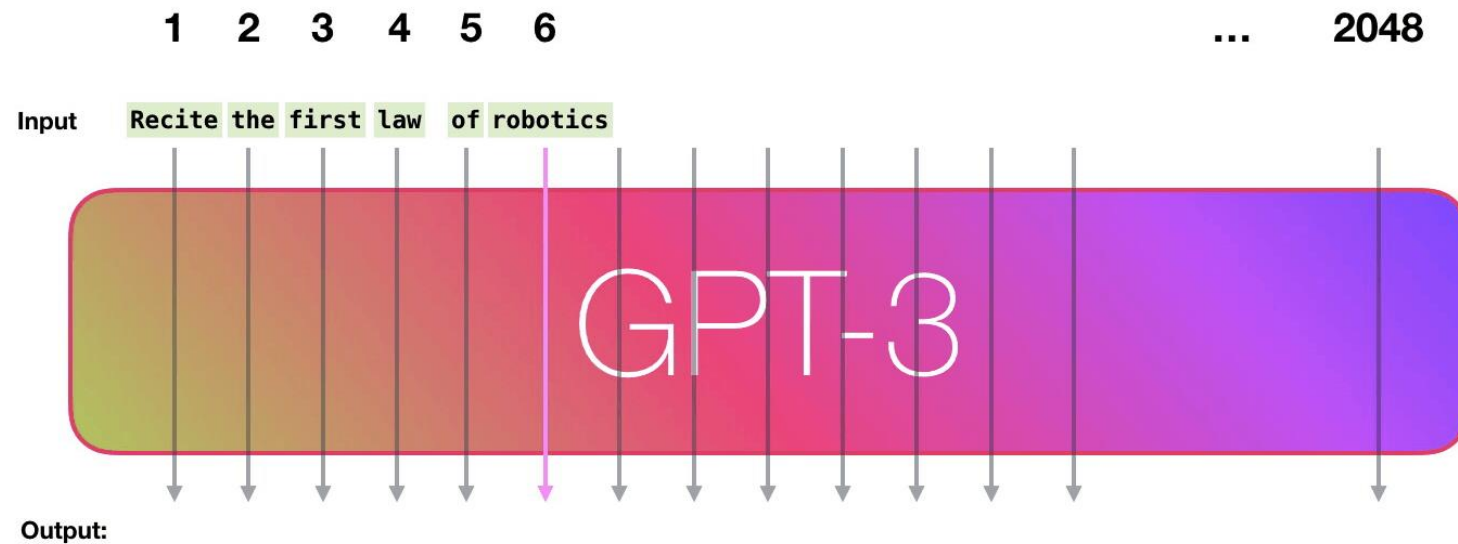 1 2 3 4 5 6 ... 2048
Input Recite the first law of robotics
GPT-3
Output: